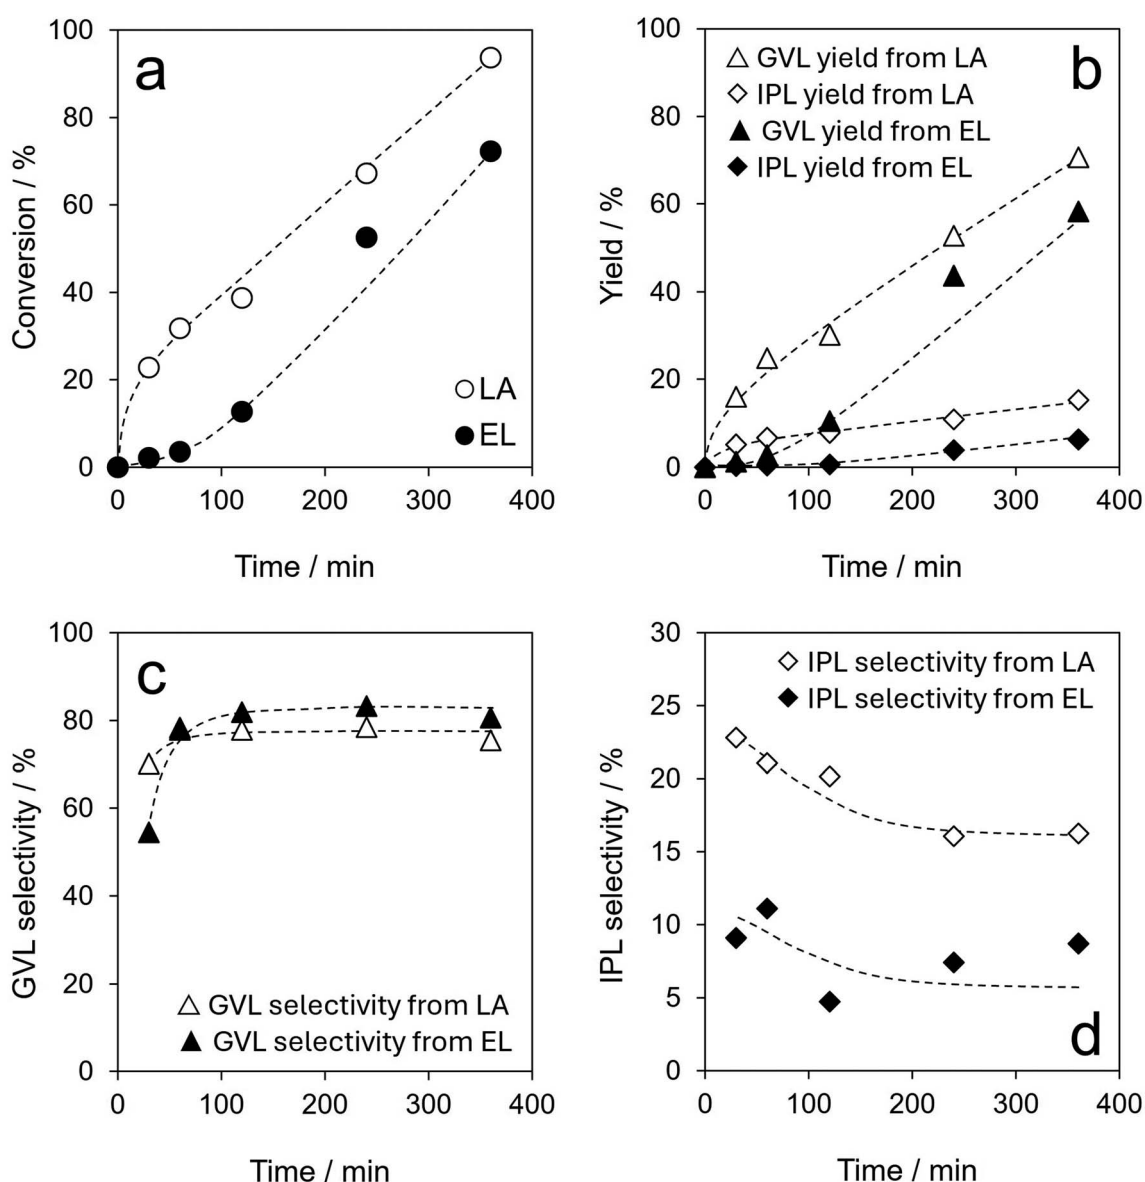 a
100
80
60
40
20
0
Conversion / %
LA
EL
0 100 200 300 400
Time / min
b
GVL yield from LA
IPL yield from LA
GVL yield from EL
IPL yield from EL
100
80
60
40
20
0
Yield / %
0 100 200 300 400
Time / min
c
100
80
60
40
20
0
GVL selectivity / %
GVL selectivity from LA
GVL selectivity from EL
0 100 200 300 400
Time / min
IPL selectivity from LA
IPL selectivity from EL
30
25
20
15
10
5
0
IPL selectivity / %
d
0 100 200 300 400
Time / min